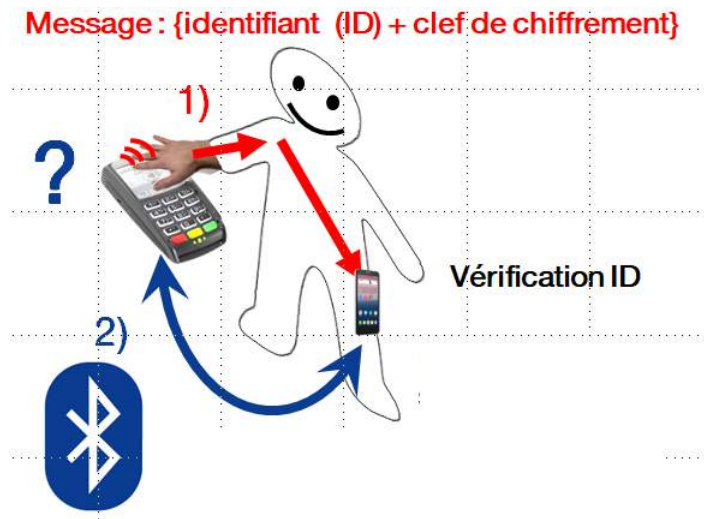 Message : {identifiant (ID) + clef de chiffrement}
1)
?
Vérification ID
2)